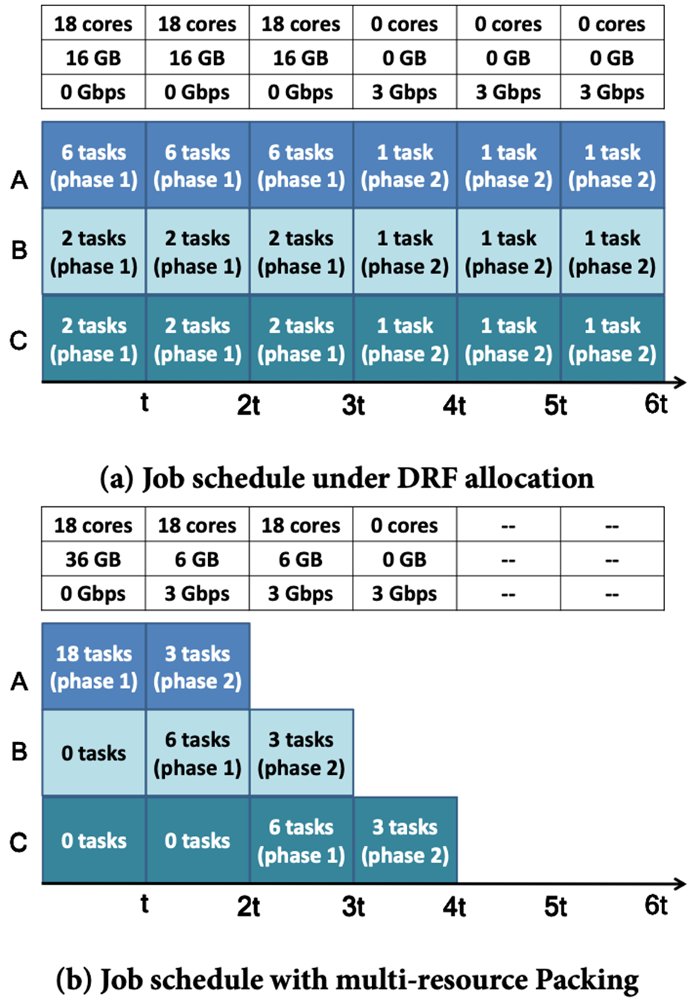 18 cores 18 cores 18 cores 0 cores 0 cores 0 cores
16 GB 16 GB 16 GB 0 GB 0 GB 0 GB
0 Gbps 0 Gbps 0 Gbps 3 Gbps 3 Gbps 3 Gbps
A
6 tasks 6 tasks 6 tasks 1 task 1 task 1 task
(phase 1) (phase 1) (phase 1) (phase 2) (phase 2) (phase 2)
B
2 tasks 2 tasks 2 tasks 1 task 1 task 1 task
(phase 1) (phase 1) (phase 1) (phase 2) (phase 2) (phase 2)
C
2 tasks 2 tasks 2 tasks 1 task 1 task 1 task
(phase 1) (phase 1) (phase 1) (phase 2) (phase 2) (phase 2)
t 2t 3t 4t 5t 6t
(a) Job schedule under DRF allocation
18 cores 18 cores 18 cores 0 cores -- --
36 GB 6 GB 6 GB 0 GB -- --
0 Gbps 3 Gbps 3 Gbps 3 Gbps -- --
A
18 tasks 3 tasks
(phase 1) (phase 2)
B
0 tasks 6 tasks 3 tasks
(phase 1) (phase 2)
C
0 tasks 0 tasks 6 tasks 3 tasks
(phase 1) (phase 2)
t 2t 3t 4t 5t 6t
(b) Job schedule with multi-resource Packing